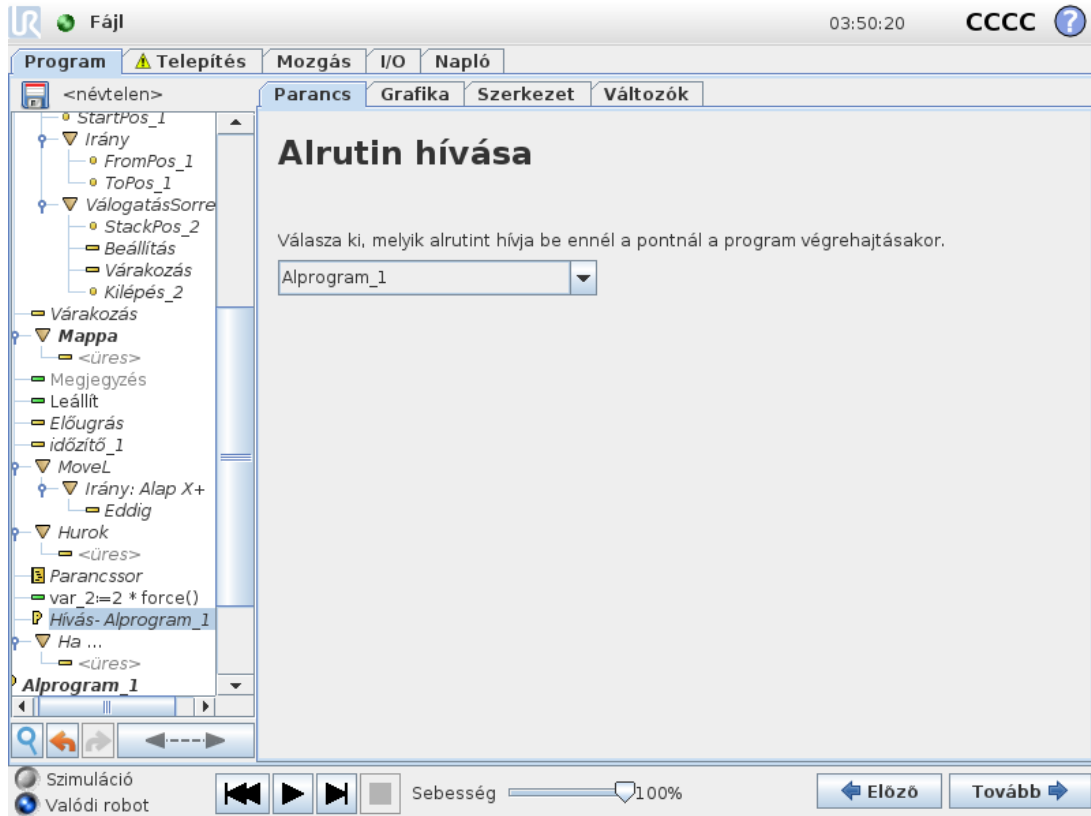 UR Fájl 03:50:20 CCCC ?
Program Telepítés Mozgás I/O Napló
<névtelen>
Parancs Grafika Szerkezet Változók
StartPos_1
Irány
FromPos_1
ToPos_1
VálogatásSorre
StackPos_2
Beállítás
Várakozás
Kilépés_2
Várakozás
Mappa
<üres>
Megjegyzés
Leállít
Előugrás
időzítő_1
MoveL
Irány: Alap X+
Eddig
Hurok
<üres>
Parancssor
var_2≔2 * force()
Hívás- Alprogram_1
Ha ...
<üres>
Alprogram_1
Alrutin hívása
Válasza ki, melyik alrutint hívja be ennél a pontnál a program végrehajtásakor.
Alprogram_1
Szimuláció
Valódi robot
Sebesség 100%
Előző Tovább